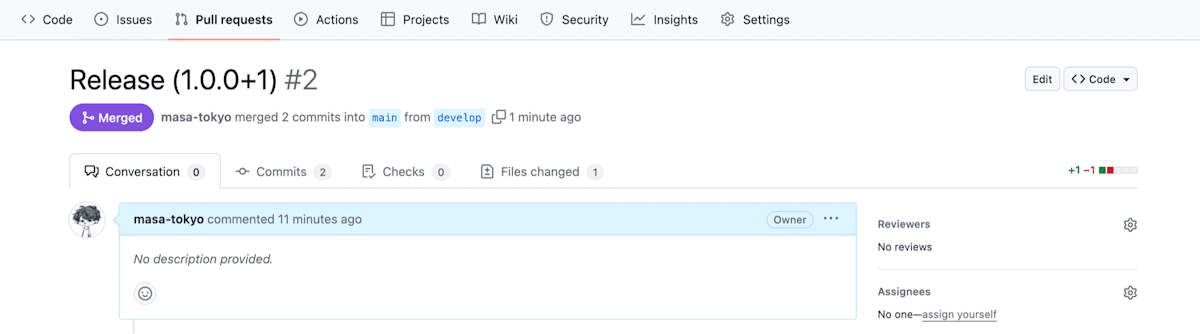 Code Issues Pull requests Actions Projects Wiki Security Insights Settings
Release (1.0.0+1) #2
Edit Code
Merged masa-tokyo merged 2 commits into main from develop 1 minute ago
Conversation 0 Commits 2 Checks 0 Files changed 1 +1 −1
masa-tokyo commented 11 minutes ago Owner ···
No description provided.
Reviewers
No reviews
Assignees
No one—assign yourself